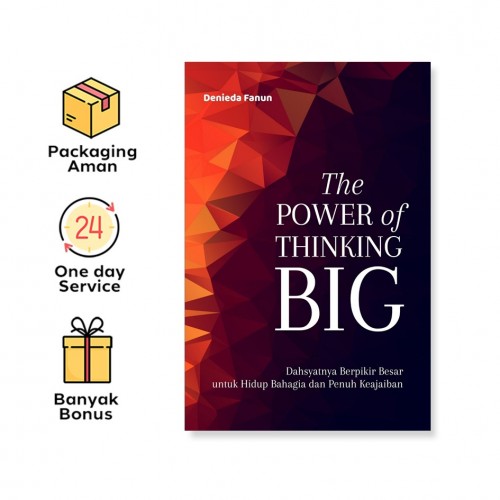 Packaging
Aman
24
One day
Service
Banyak
Bonus
Denieda Fanun
The
POWER of
THINKING
BIG
Dahsyatnya Berpikir Besar
untuk Hidup Bahagia dan Penuh Keajaiban